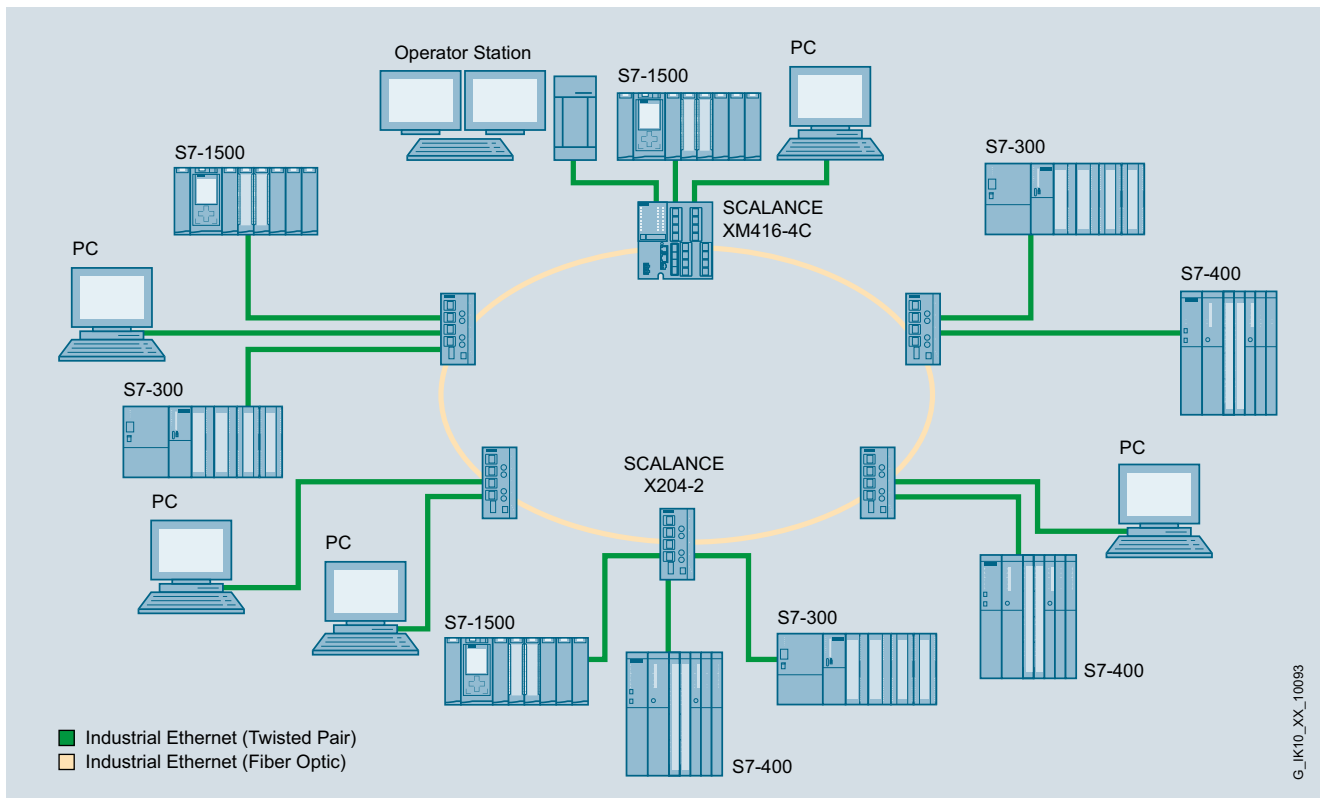 Operator Station
S7-1500
PC
S7-1500
S7-300
SCALANCE
XM416-4C
PC
S7-400
S7-300
PC
SCALANCE
X204-2
PC
PC
S7-1500
S7-300
S7-400
S7-400
Industrial Ethernet (Twisted Pair)
Industrial Ethernet (Fiber Optic)
G_IK10_XX_10093